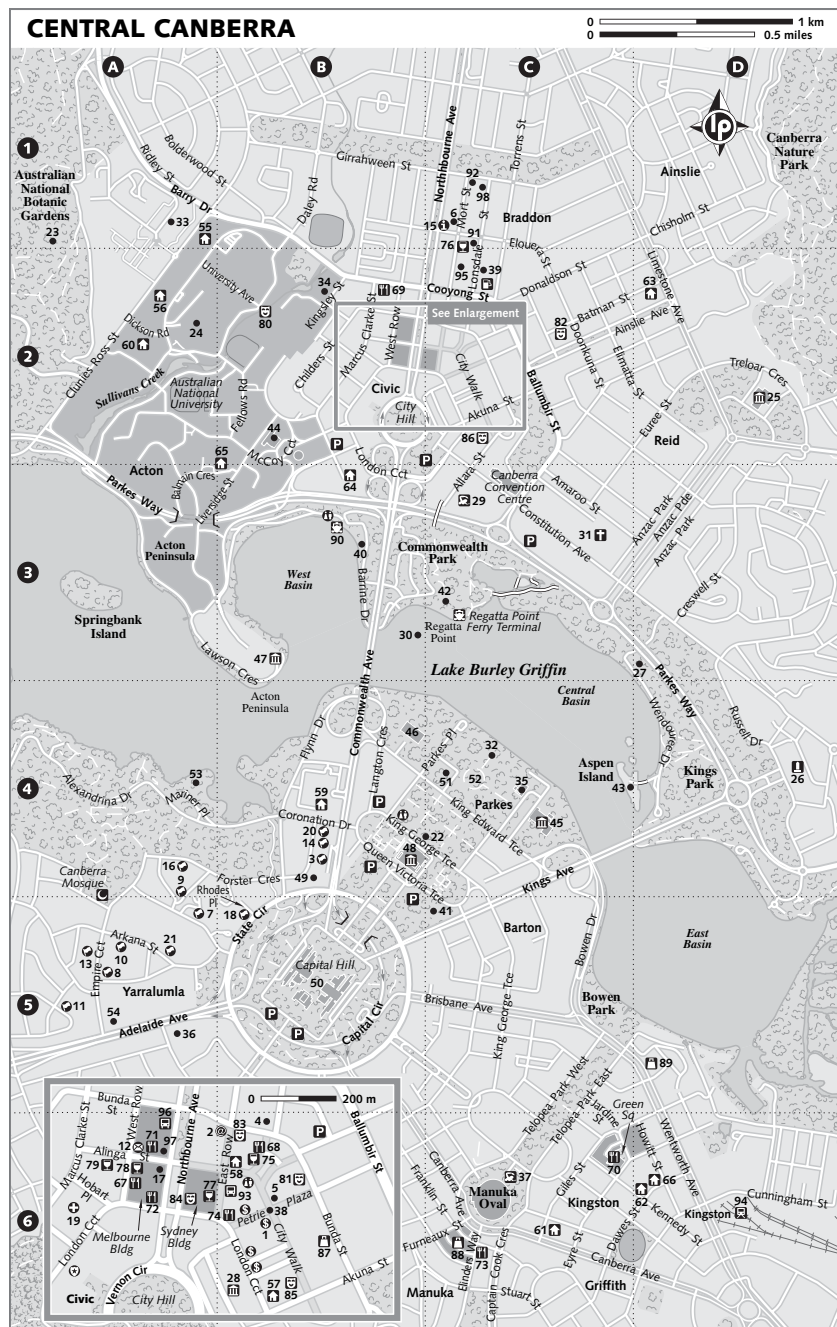 CENTRAL CANBERRA
0 1 km
0 0.5 miles
A
B
C
D
lp
1
Australian
National
Botanic
Gardens
23
Ridley St
Bolderwood St
Barry Dr
33
55
Girrahween St
Daley Rd
Northbourne Ave
Torrens St
92
98
Mort St
6
15
91
76
Lonsdale St
95
39
Braddon
Elouera St
Ainslie
Canberra
Nature
Park
Chisholm St
Limestone Ave
Donaldson St
63
Batman St
Ainslie Ave
82
Doonkuna St
Elimatta St
Cooyong St
69
See Enlargement
2
56
University Ave
34
80
Kingsley St
Dickson Rd
24
60
Clunies Ross St
Sullivans Creek
Australian
National
University
Fellows Rd
Childers St
Marcus Clarke St
West Row
City Walk
Civic
City
Hill
Akuna St
Ballumbir St
86
Treloar Cres
25
Euree St
Reid
44
McCoy Cct
65
Acton
Balmain Cres
Liversidge St
Parkes Way
London Cct
64
P
P
Allara St
Canberra
Convention
Centre
29
Amaroo St
Constitution Ave
31
P
Anzac Park
Anzac Pde
Anzac Park
Creswell St
3
Acton
Peninsula
90
40
West
Basin
Barrine Dr
Commonwealth
Park
42
Regatta
Point
Regatta Point
Ferry Terminal
30
Springbank
Island
Lawson Cres
47
Acton
Peninsula
Commonwealth Ave
Lake Burley Griffin
Central
Basin
27
Parkes Way
Wendouree Dr
Russell Dr
4
Flynn Dr
Langton Cres
46
Parkes Pl
32
51
52
35
Parkes
Aspen
Island
43
Kings
Park
26
53
Alexandrina Dr
Mariner Pl
59
P
Coronation Dr
20
14
3
King George Tce
King Edward Tce
22
48
45
Queen Victoria Tce
P
P
Kings Ave
Canberra
Mosque
16
9
Rhodes
Pl
Forster Cres
49
7
18
State Cir
41
Barton
Bowen Dr
East
Basin
5
Arkana St
21
13
10
8
Empire Cct
Yarralumla
11
54
Adelaide Ave
36
Capital Hill
50
P
P
Capital Cir
Brisbane Ave
King George Tce
Bowen
Park
89
0 200 m
Bunda
St
96
83
4
Northbourne Ave
Marcus Clarke St
West Row
71
12
97
2
East Row
68
P
Ballumbir St
Alinga St
79
78
17
75
58
81
67
77
93
5
Hobart
Pl
72
84
74
Petrie Plaza
38
1
$
$
$
19
London Cct
Melbourne
Bldg
Sydney
Bldg
City Walk
87
Bunda St
Vernon Cir
London Cct
28
57
85
Akuna St
Civic
City Hill
6
Telopea Park West
Telopea Park East
Jardine
St
Green
Sq
Howitt St
Wentworth Ave
70
Canberra Ave
Franklin St
37
Manuka
Oval
Giles St
Kingston
66
62
94
Kingston
Cunningham St
61
Dawes St
Kennedy St
Furneaux St
88
73
Flinders Way
Captain Cook Cres
Eyre St
Canberra Ave
Manuka
Stuart St
Griffith